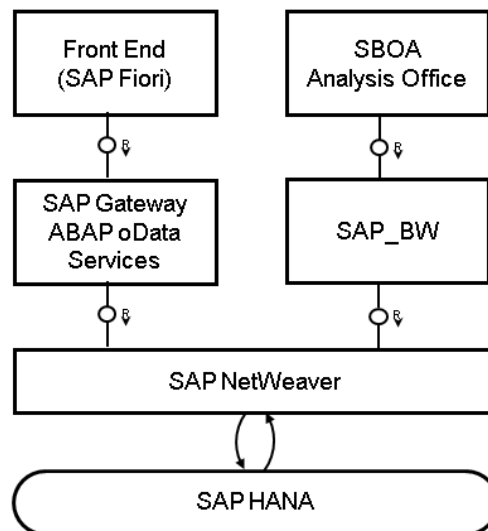 Front End
(SAP Fiori)
SBOA
Analysis Office
R
R
SAP Gateway
ABAP oData
Services
SAP_BW
R
R
SAP NetWeaver
SAP HANA